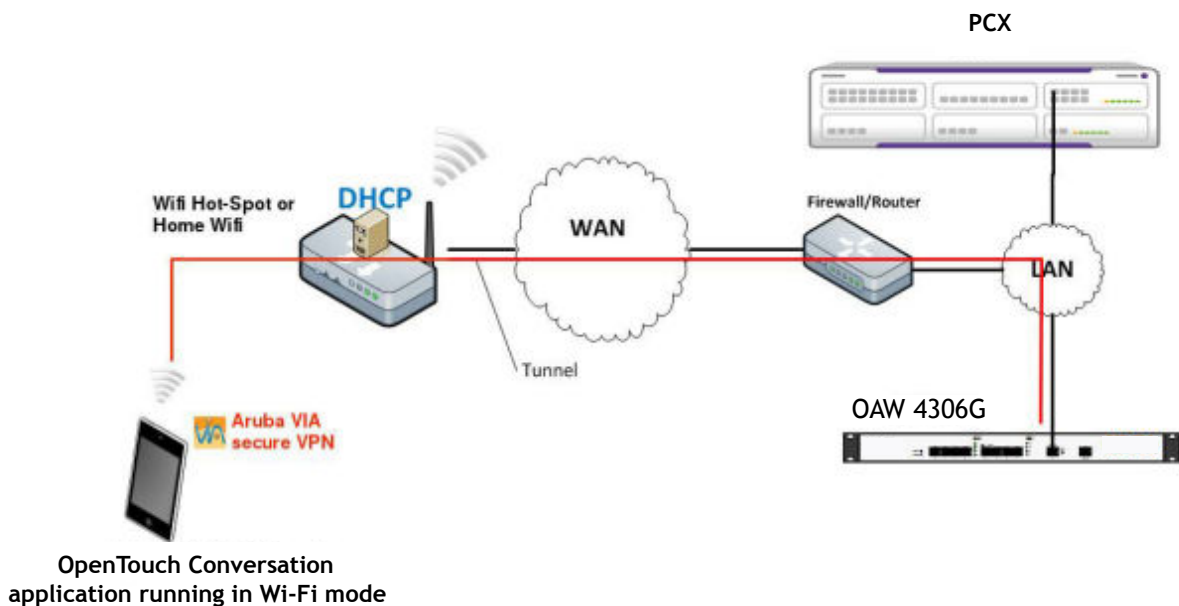 PCX
Wifi Hot-Spot or
Home Wifi
DHCP
WAN
Firewall/Router
LAN
Tunnel
OAW 4306G
VIA
Aruba VIA
secure VPN
OpenTouch Conversation
application running in Wi-Fi mode